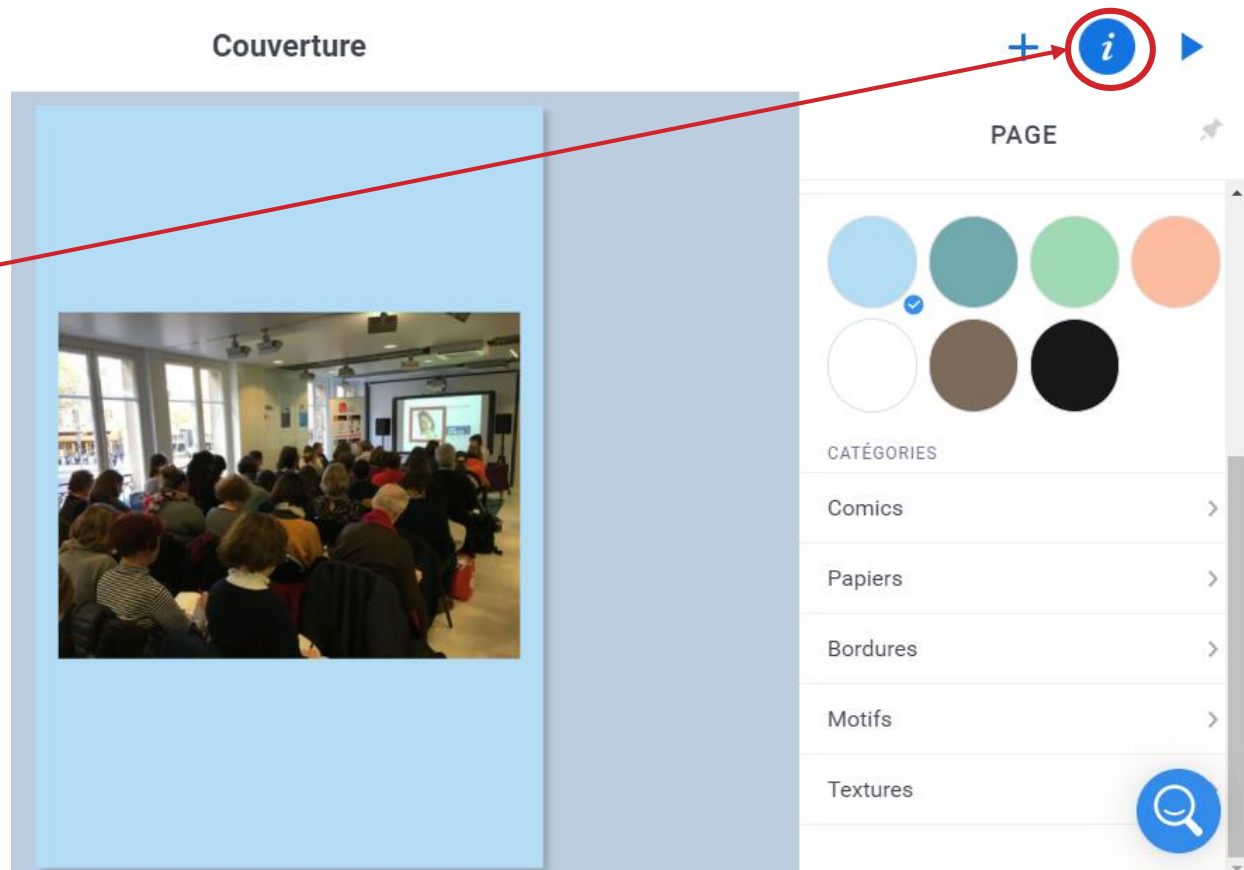 Couverture
i
PAGE
CATÉGORIES
Comics
Papiers
Bordures
Motifs
Textures